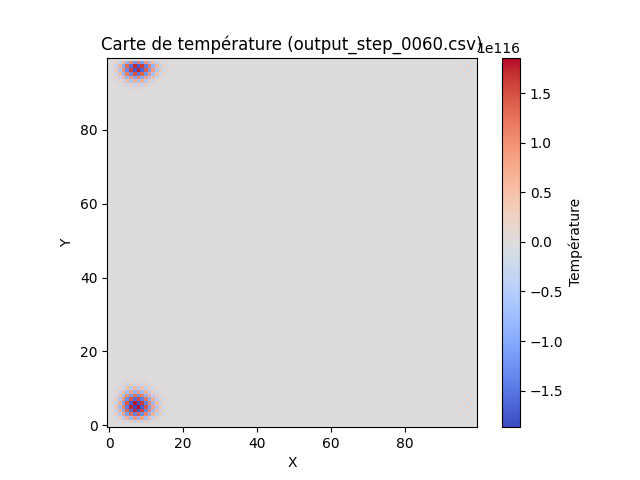 Carte de température (output_step_0060.csv)
1e116
1.5
1.0
0.5
0.0
−0.5
−1.0
−1.5
Température
80
60
40
20
0
Y
0 20 40 60 80
X